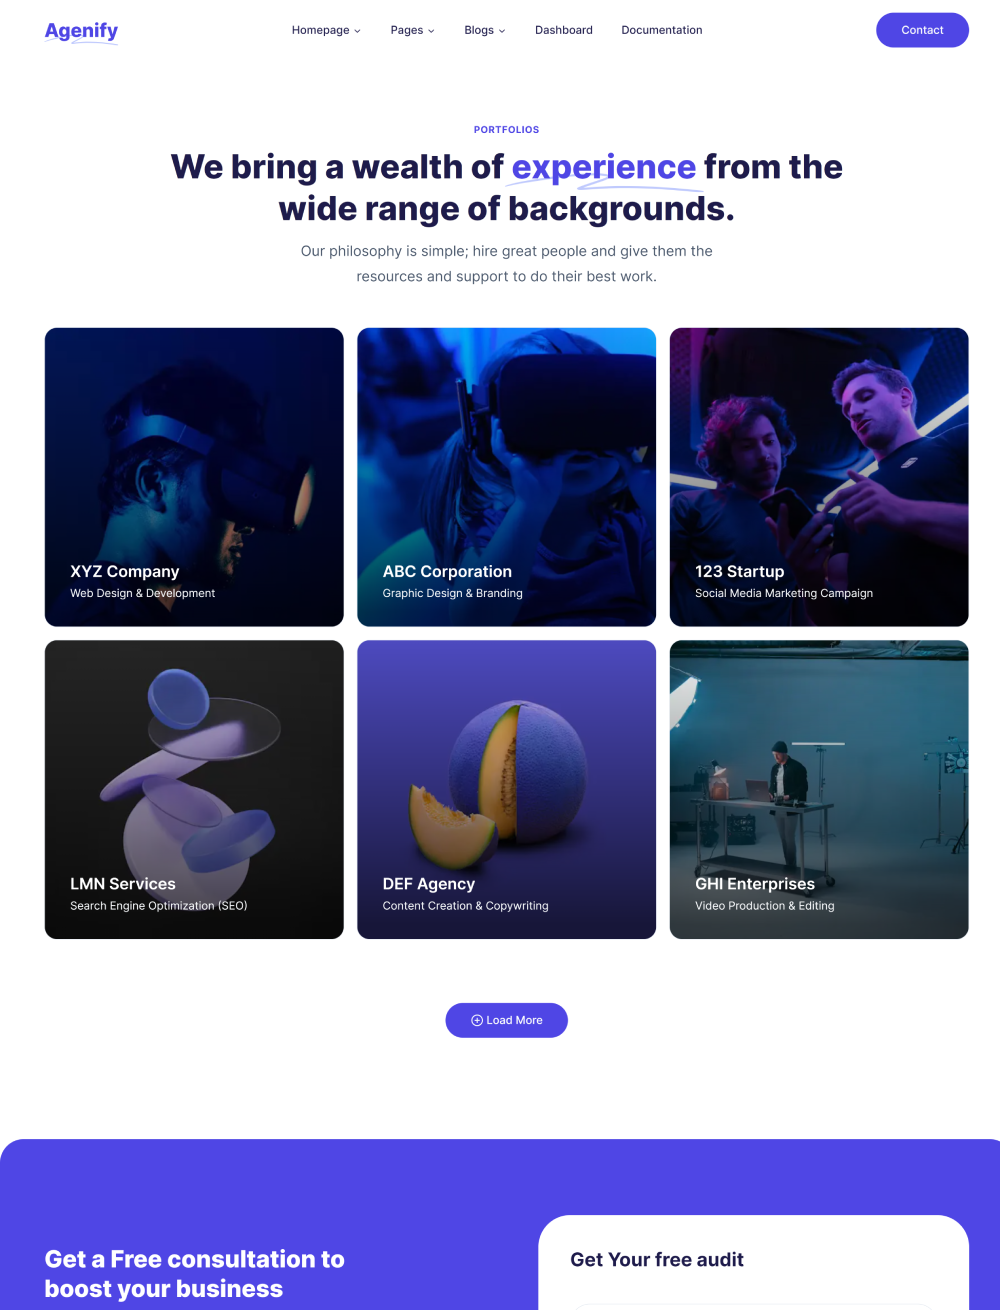 Agenify
Homepage
Pages
Blogs
Dashboard
Documentation
Contact
PORTFOLIOS
We bring a wealth of experience from the
wide range of backgrounds.
Our philosophy is simple; hire great people and give them the
resources and support to do their best work.
XYZ Company
Web Design & Development
ABC Corporation
Graphic Design & Branding
123 Startup
Social Media Marketing Campaign
LMN Services
Search Engine Optimization (SEO)
DEF Agency
Content Creation & Copywriting
GHI Enterprises
Video Production & Editing
Load More
Get a Free consultation to
boost your business
Get Your free audit